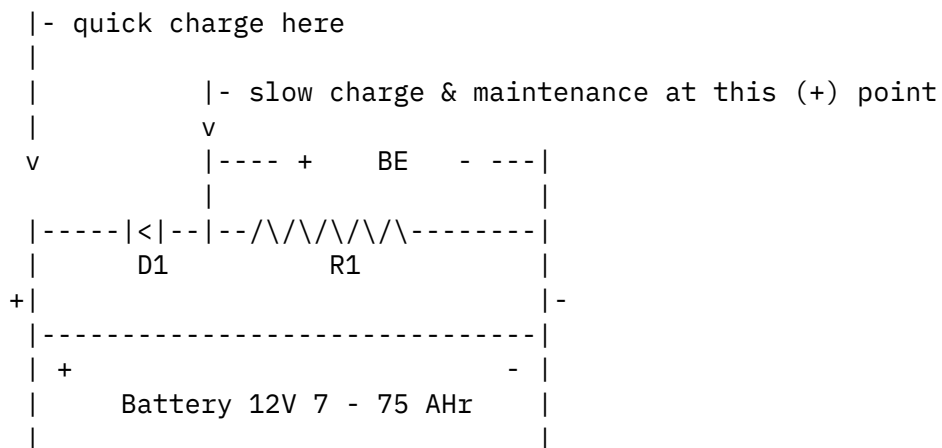 |- quick charge here
|
|          |- slow charge & maintenance at this (+) point
|          v
v          |---- +    BE   - ---|
           |                    |
|-----|<|--|--/\/\/\/\/\--------|
|      D1          R1           |
+|                               |-
|-------------------------------|
| +                           - |
|     Battery 12V 7 - 75 AHr    |
|                               |